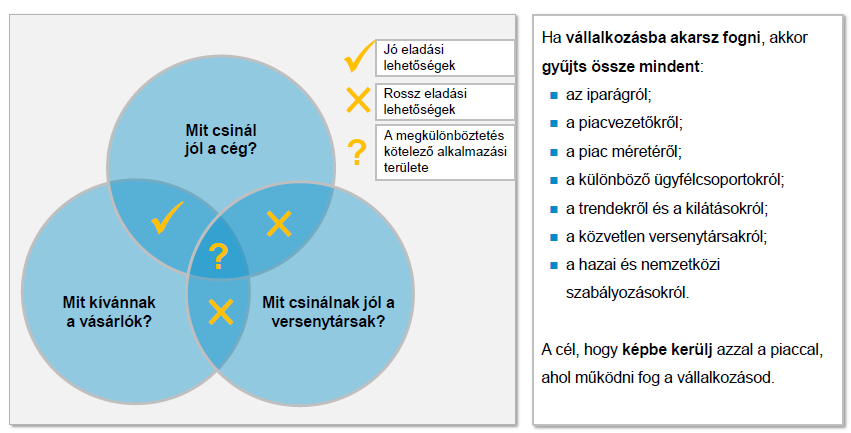 Jó eladási
lehetőségek
Rossz eladási
lehetőségek
?
A megkülönböztetés
kötelező alkalmazási
területe
Mit csinál
jól a cég?
?
Mit kívánnak
a vásárlók?
Mit csinálnak jól a
versenytársak?
Ha vállalkozásba akarsz fogni, akkor
gyűjts össze mindent:
az iparágról;
a piacvezetőkről;
a piac méretéről;
a különböző ügyfélcsoportokról;
a trendekről és a kilátásokról;
a közvetlen versenytársakról;
a hazai és nemzetközi
szabályozásokról.
A cél, hogy képbe kerülj azzal a piaccal,
ahol működni fog a vállalkozásod.